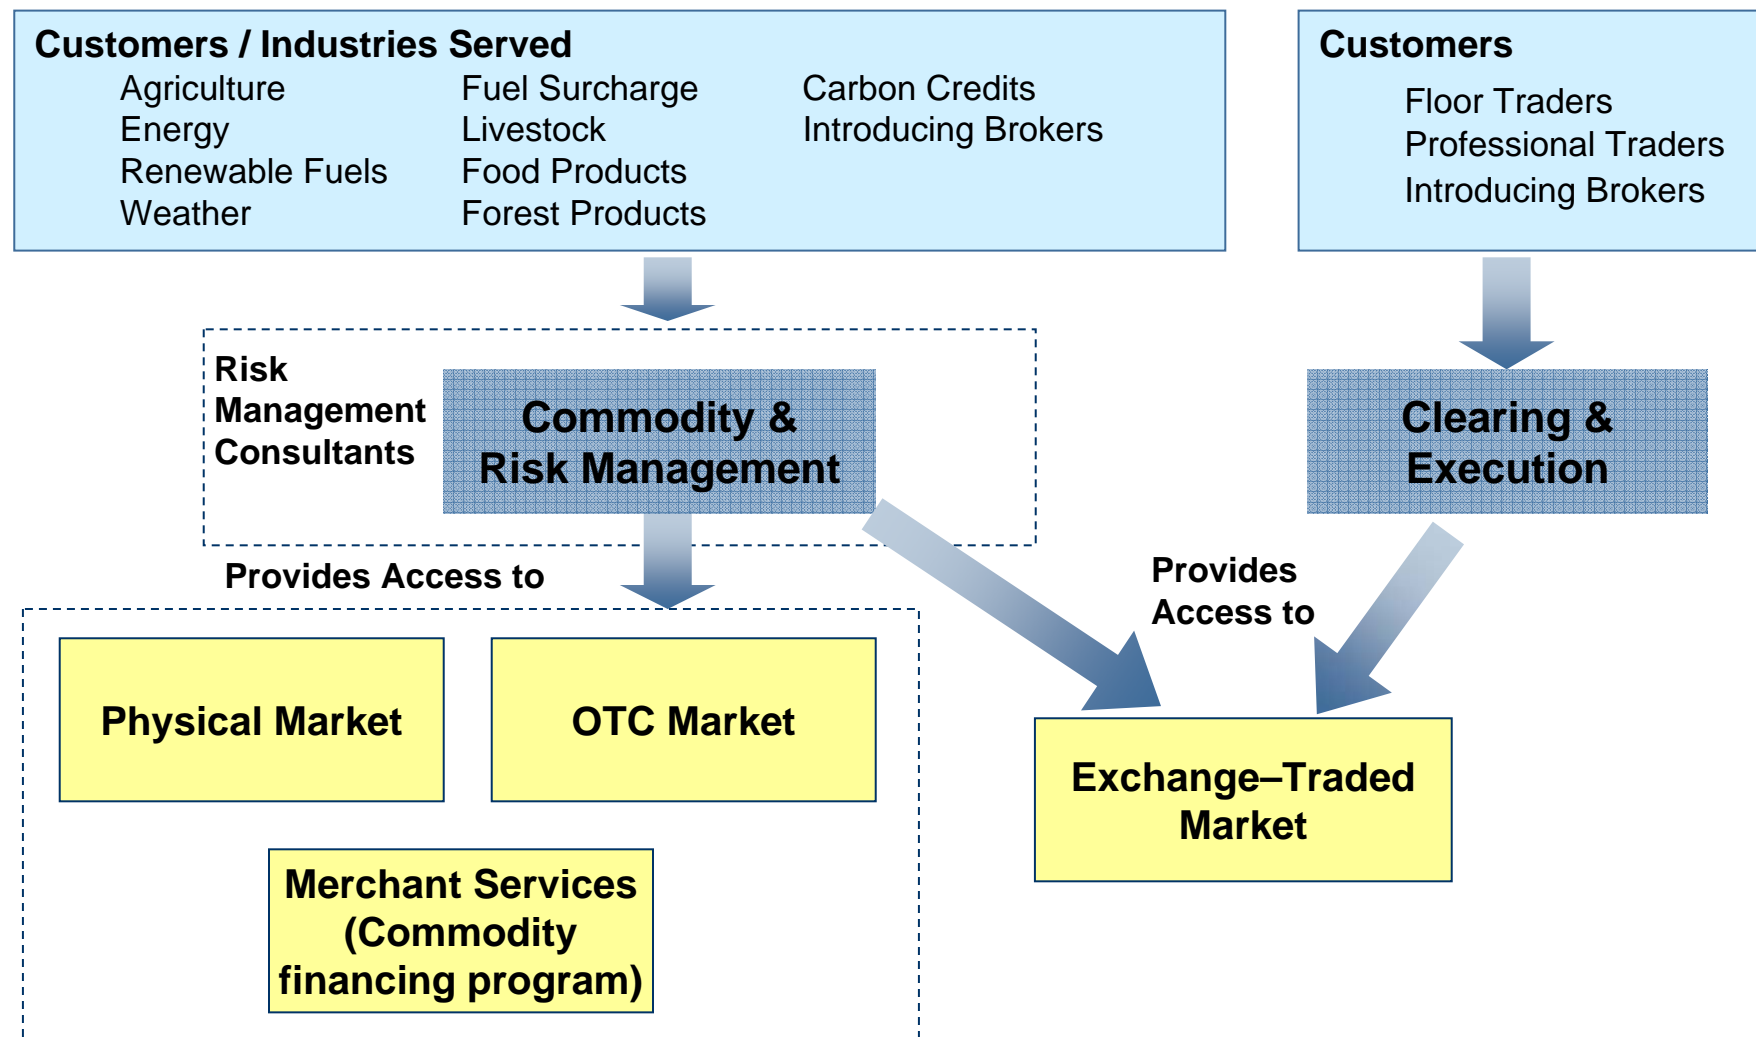 Customers / Industries Served
Agriculture
Energy
Renewable Fuels
Weather
Fuel Surcharge
Livestock
Food Products
Forest Products
Carbon Credits
Introducing Brokers
Customers
Floor Traders
Professional Traders
Introducing Brokers
Risk
Management
Consultants
Commodity &
Risk Management
Clearing &
Execution
Provides Access to
Provides
Access to
Physical Market
OTC Market
Exchange–Traded
Market
Merchant Services
(Commodity
financing program)